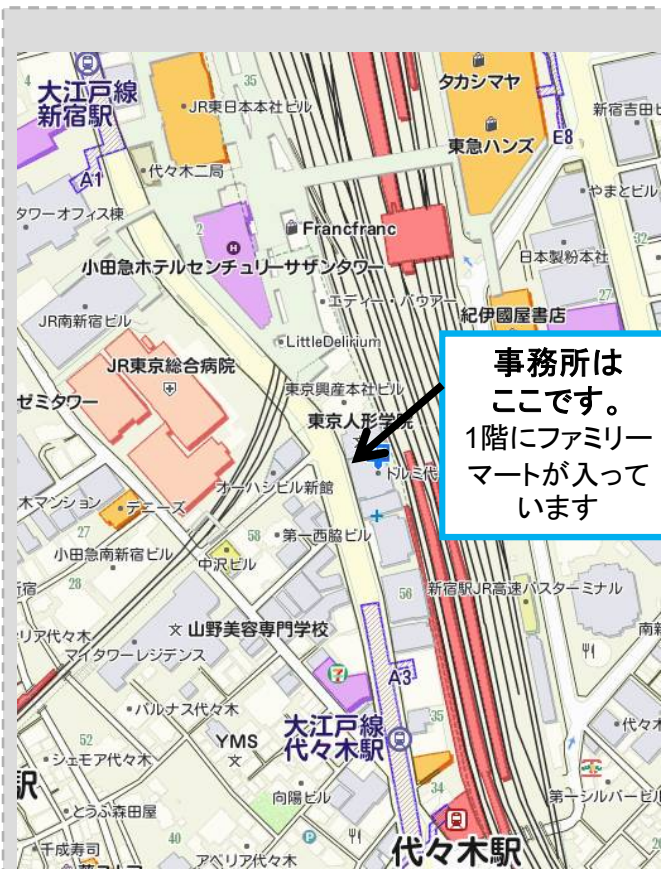 4
大江戸線
新宿駅
35
JR東日本本社ビル
タカシマヤ
東急ハンズ
E8
新宿吉田ビ
代々木二局
A1
やまとビル
タワーオフィス棟
2
Francfranc
32
日本製粉本社
小田急ホテルセンチュリーサザンタワー
27
エディー・バウアー
紀伊國屋書店
JR南新宿ビル
LittleDelirium
JR東京総合病院
事務所は
ここです。
1階にファミリー
マートが入って
います
東京興産本社ビル
ゼミタワー
東京人形学院
ドルミ代
オーハシビル新館
木マンション
デニーズ
27
58
第一西脇ビル
小田急南新宿ビル
中沢ビル
28
56
新宿駅JR高速バスターミナル
リア代々木
文 山野美容専門学校
南新
マイタワーレジデンス
A3
パルナス代々木
大江戸線
代々木駅
35
代々木
52
YMS
文
シェモア代々木
駅
34
向陽ビル
第一シルバービル
とうふ森田屋
40
千成寿司
アベリア代々木
代々木駅